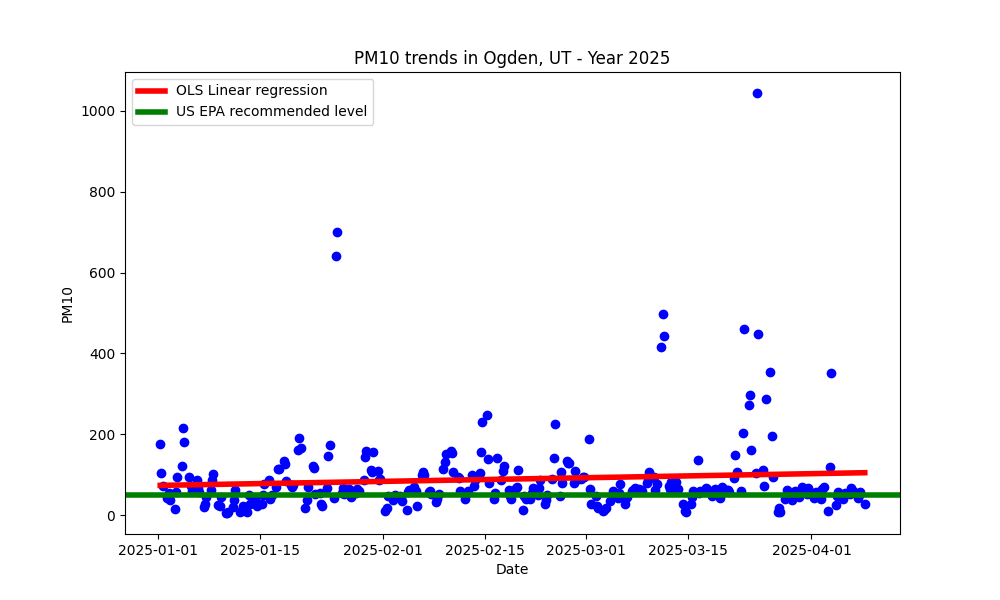 PM10 trends in Ogden, UT - Year 2025
OLS Linear regression
US EPA recommended level
1000
800
600
400
200
0
PM10
2025-01-01 2025-01-15 2025-02-01 2025-02-15 2025-03-01 2025-03-15 2025-04-01
Date